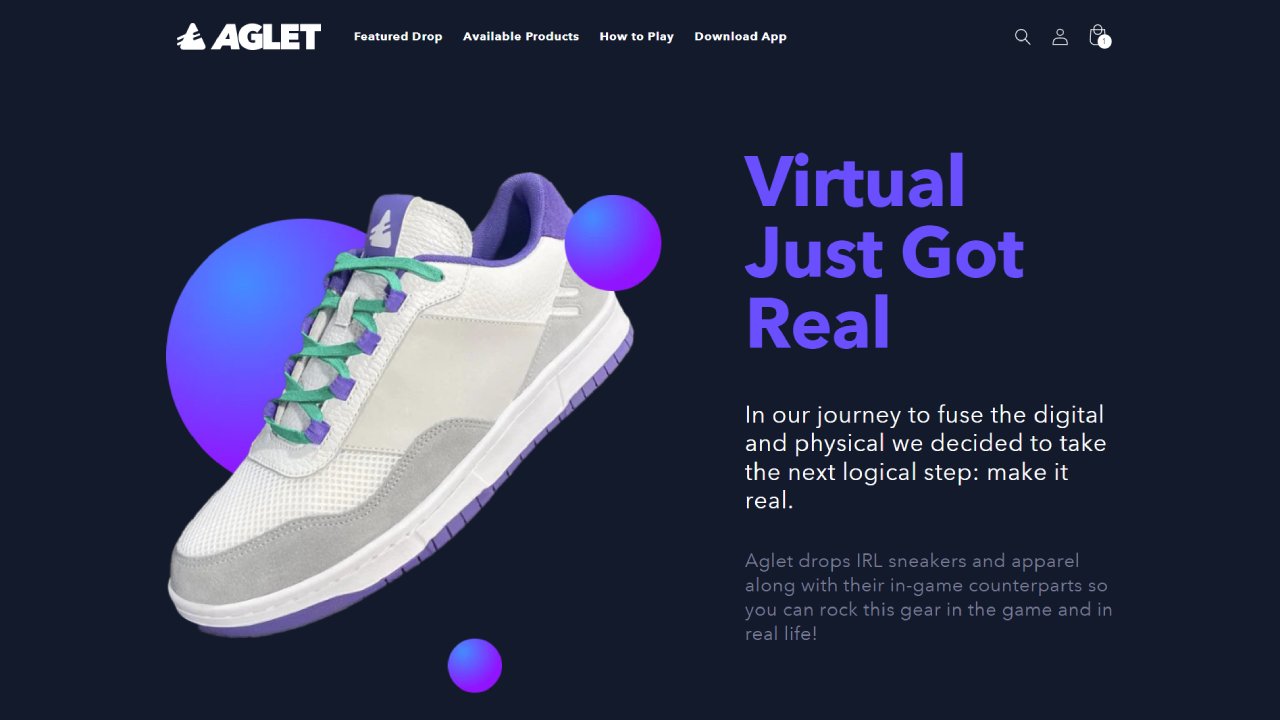 AGLET
Featured Drop
Available Products
How to Play
Download App
1
Virtual
Just Got
Real
In our journey to fuse the digital
and physical we decided to take
the next logical step: make it
real.
Aglet drops IRL sneakers and apparel
along with their in-game counterparts so
you can rock this gear in the game and in
real life!